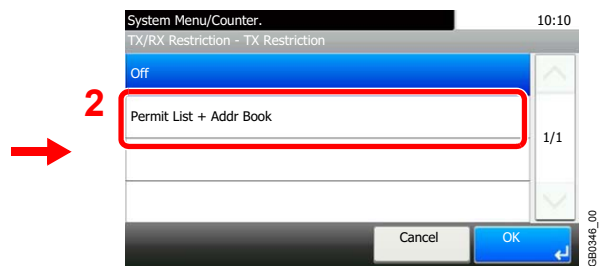 System Menu/Counter. 10:10
TX/RX Restriction - TX Restriction
Off
2
Permit List + Addr Book
1/1
Cancel OK
GB0346_00